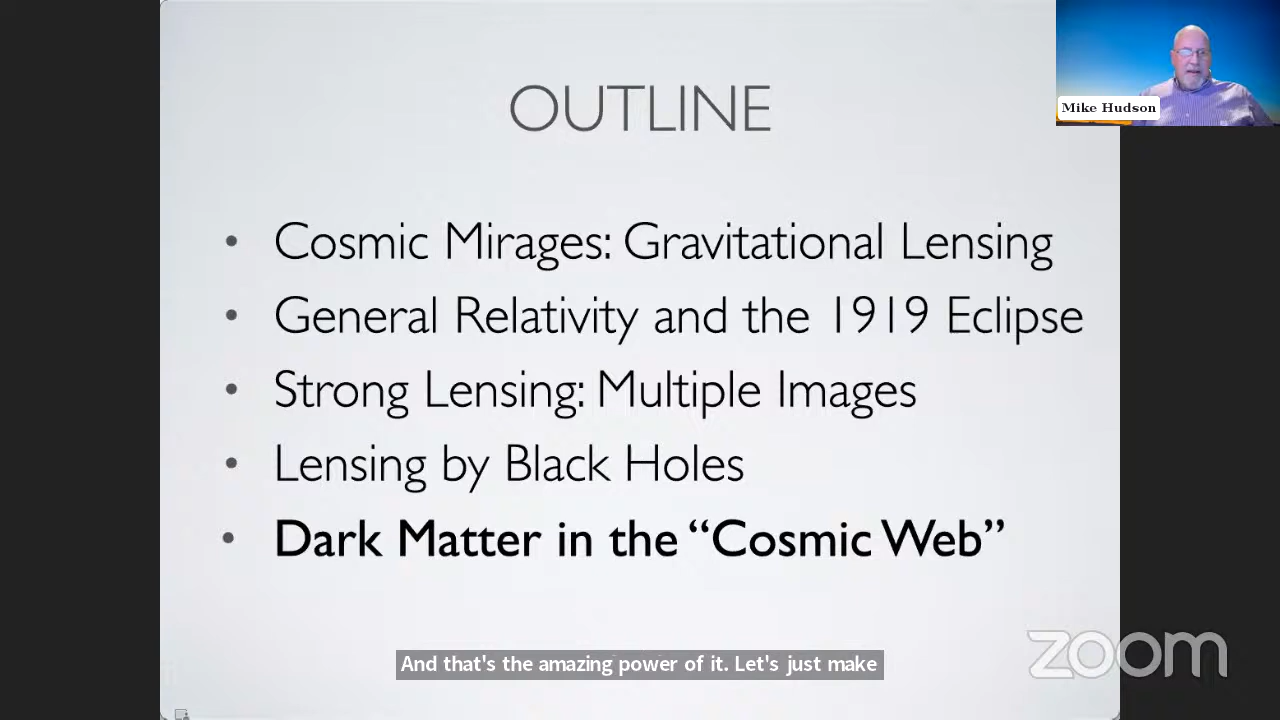 OUTLINE
Mike Hudson
• Cosmic Mirages: Gravitational Lensing
• General Relativity and the 1919 Eclipse
• Strong Lensing: Multiple Images
• Lensing by Black Holes
• Dark Matter in the “Cosmic Web”
zoom
And that's the amazing power of it. Let's just make